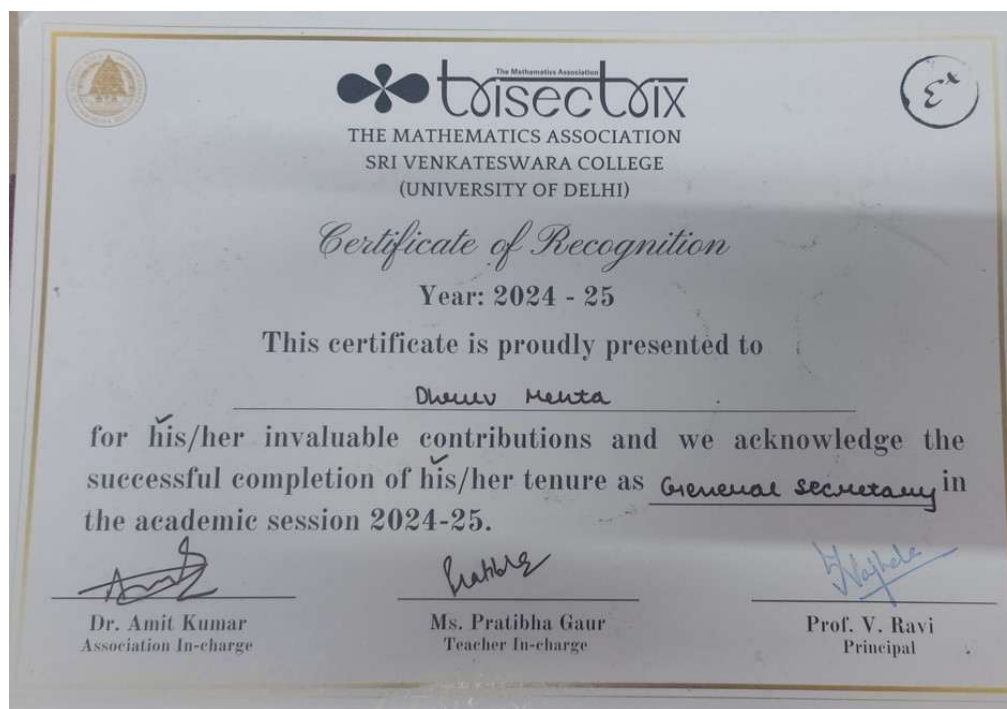 The Mathematics Association
trisectrix
THE MATHEMATICS ASSOCIATION
SRI VENKATESWARA COLLEGE
(UNIVERSITY OF DELHI)
Certificate of Recognition
Year: 2024 - 25
This certificate is proudly presented to
Dhruv Mehta
for his/her invaluable contributions and we acknowledge the
successful completion of his/her tenure as General Secretary in
the academic session 2024-25.
Pratibha
Dr. Amit Kumar
Ms. Pratibha Gaur
Prof. V. Ravi
Association In-charge
Teacher In-charge
Principal